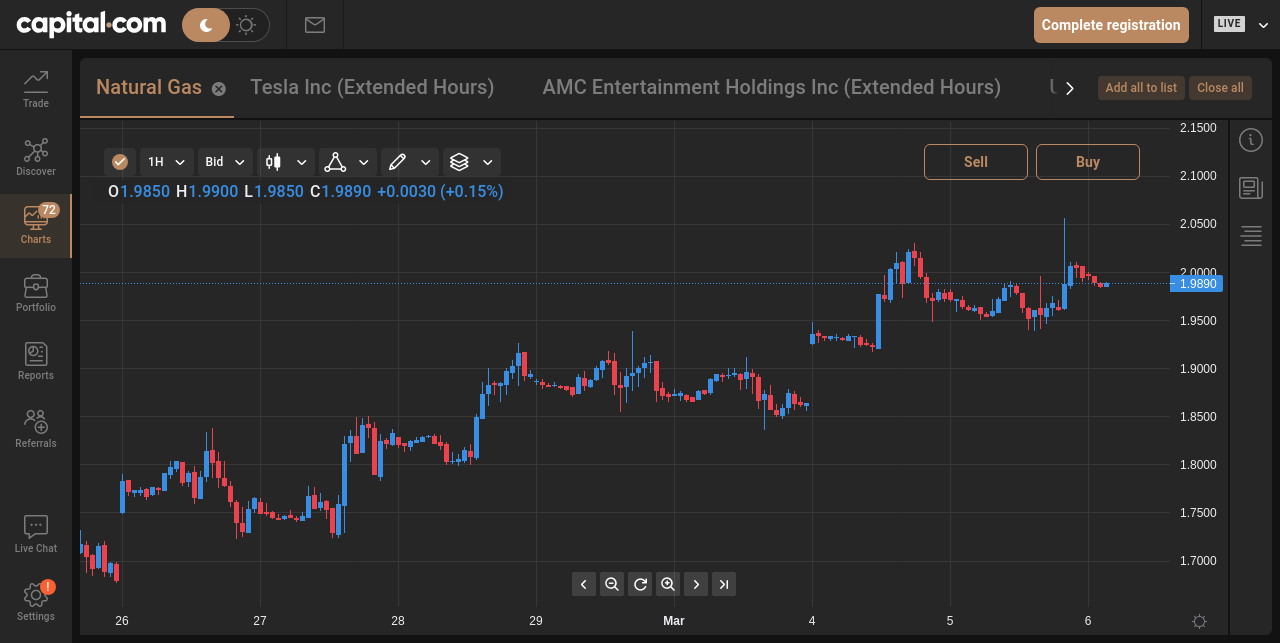 capital.com
Complete registration
LIVE
Trade
Discover
72
Charts
Portfolio
Reports
Referrals
Live Chat
!
Settings
Natural Gas
Tesla Inc (Extended Hours)
AMC Entertainment Holdings Inc (Extended Hours)
Add all to list
Close all
1H
Bid
Sell
Buy
O1.9850 H1.9900 L1.9850 C1.9890 +0.0030 (+0.15%)
2.1500
2.1000
2.0500
2.0000
1.9890
1.9500
1.9000
1.8500
1.8000
1.7500
1.7000
26 27 28 29 Mar 4 5 6